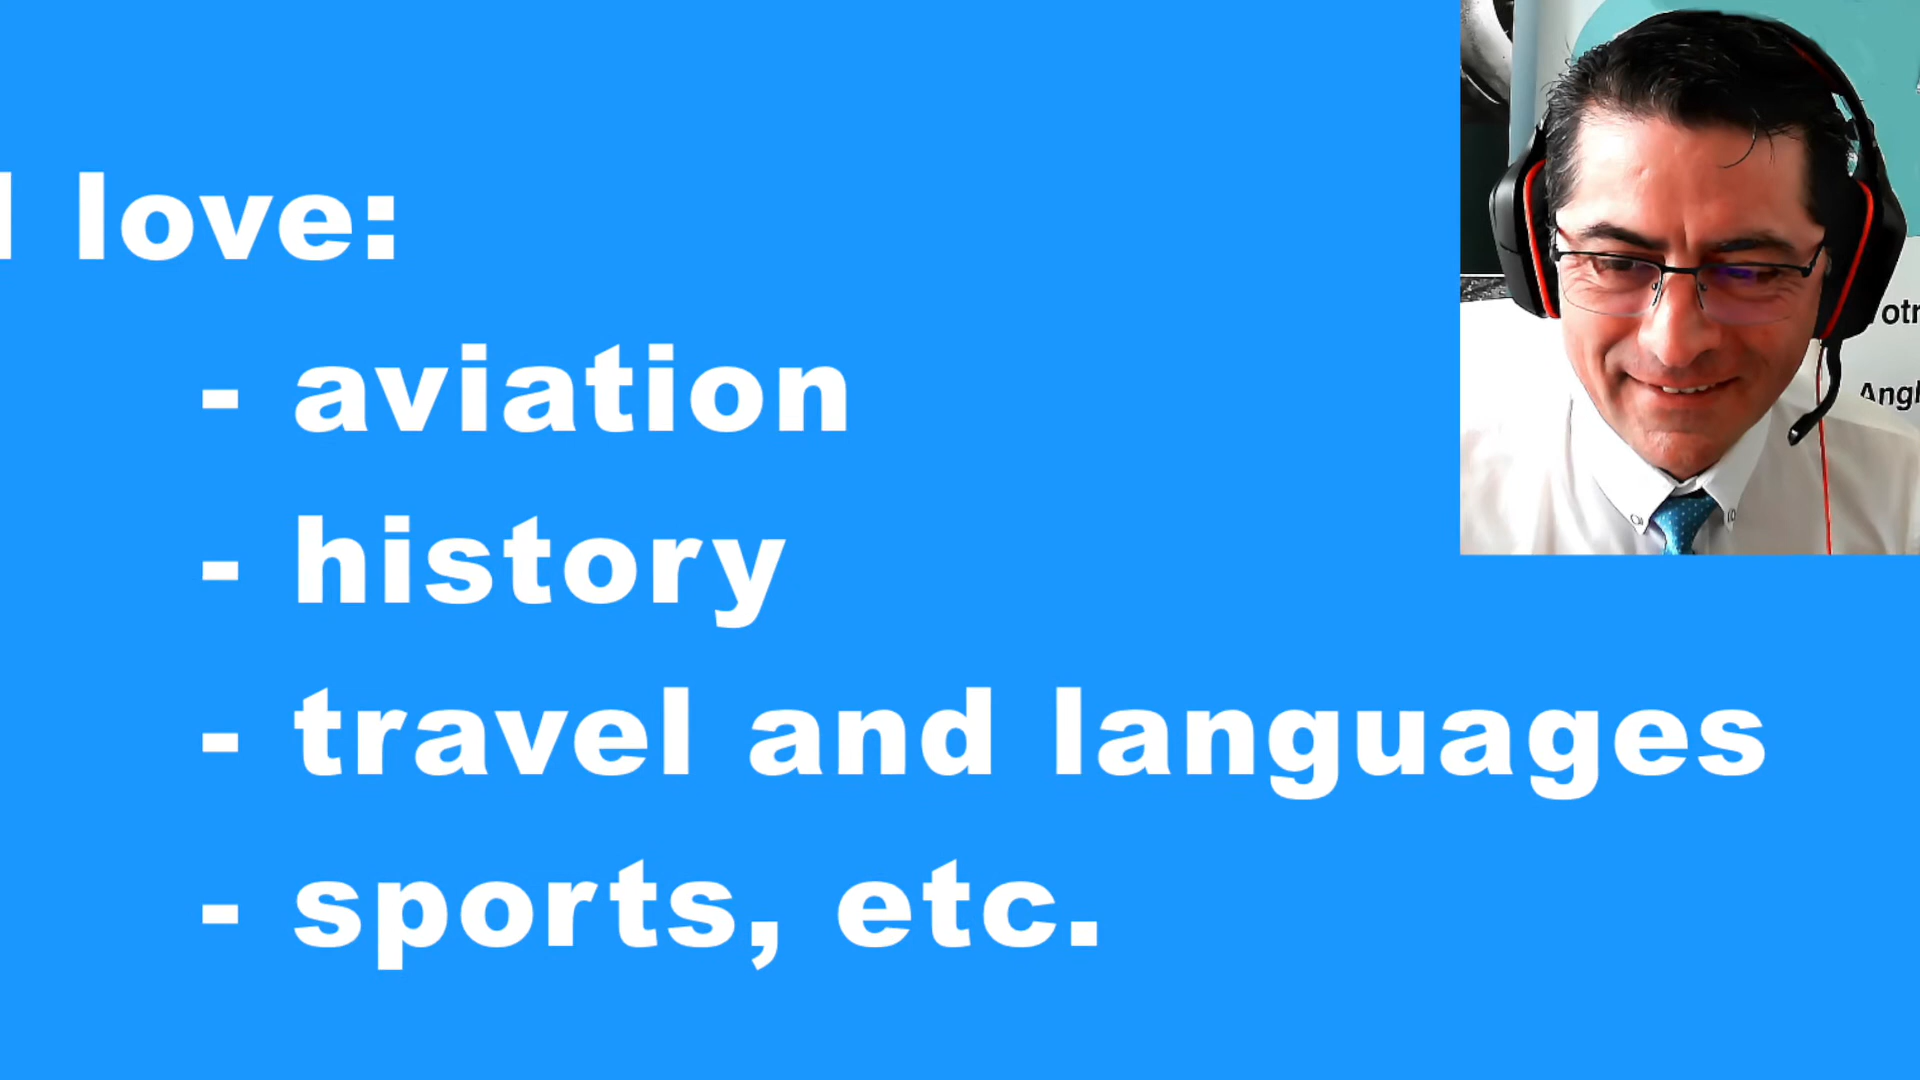 I love:
- aviation
- history
- travel and languages
- sports, etc.